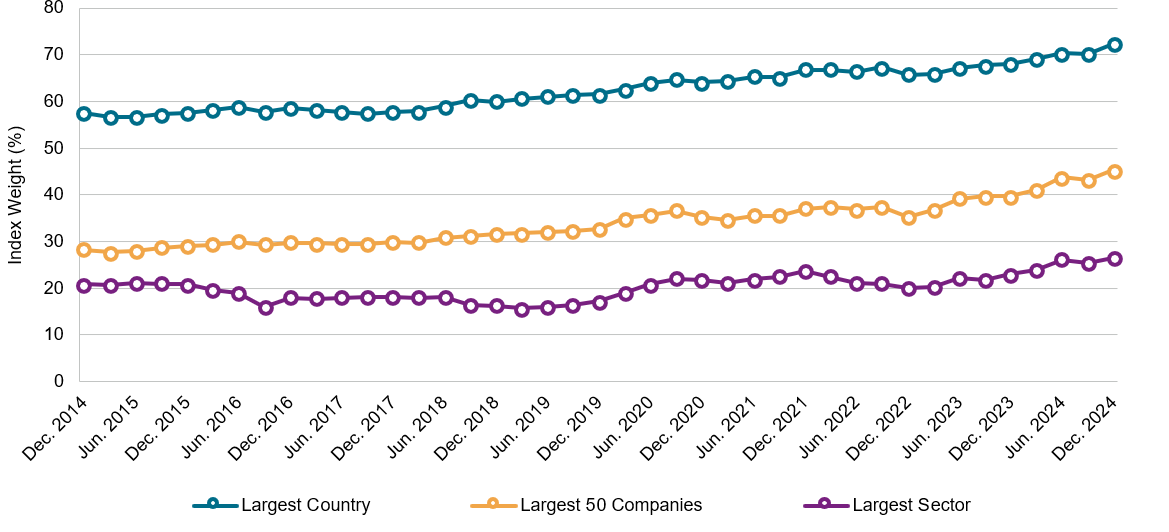 80
70
60
50
40
30
20
10
0
Index Weight (%)
Dec. 2014
Jun. 2015
Dec. 2015
Jun. 2016
Dec. 2016
Jun. 2017
Dec. 2017
Jun. 2018
Dec. 2018
Jun. 2019
Dec. 2019
Jun. 2020
Dec. 2020
Jun. 2021
Dec. 2021
Jun. 2022
Dec. 2022
Jun. 2023
Dec. 2023
Jun. 2024
Dec. 2024
Largest Country
Largest 50 Companies
Largest Sector